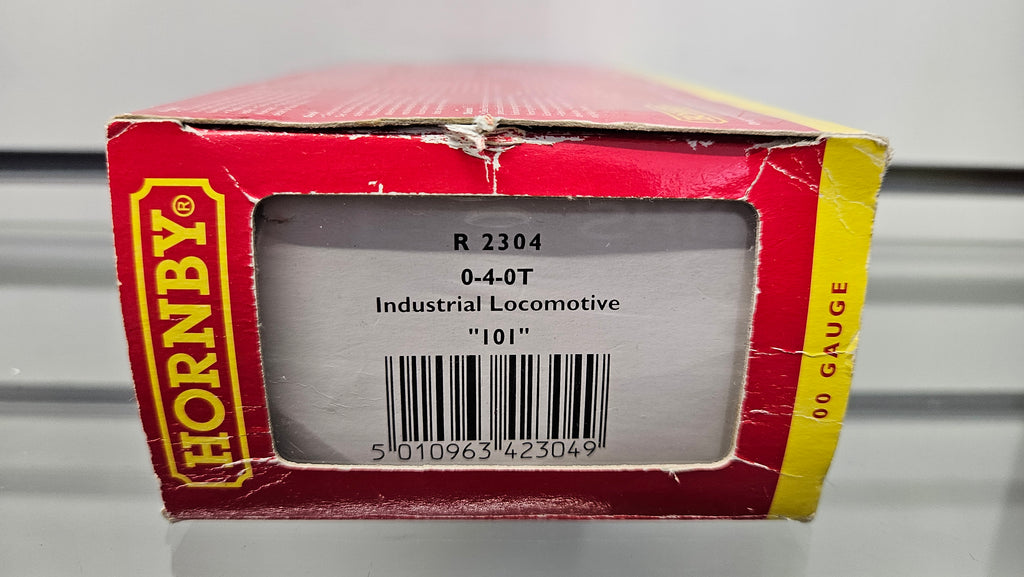 HORNBY®
R 2304
0-4-0T
Industrial Locomotive
"101"
5 010963 423049
00 GAUGE